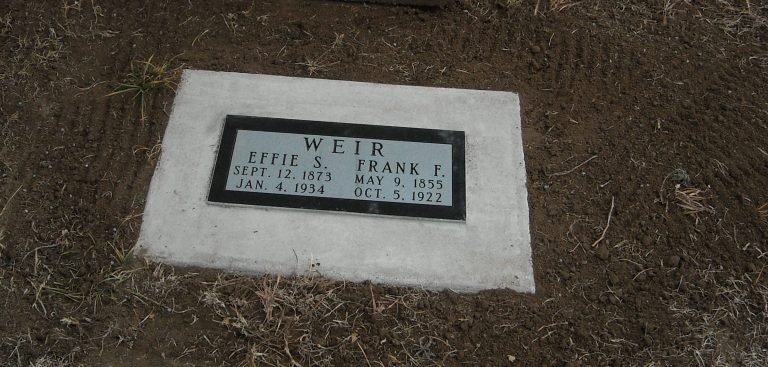 WEIR
EFFIE S. FRANK F.
SEPT. 12, 1873 MAY 9, 1855
JAN. 4, 1934 OCT. 5, 1922